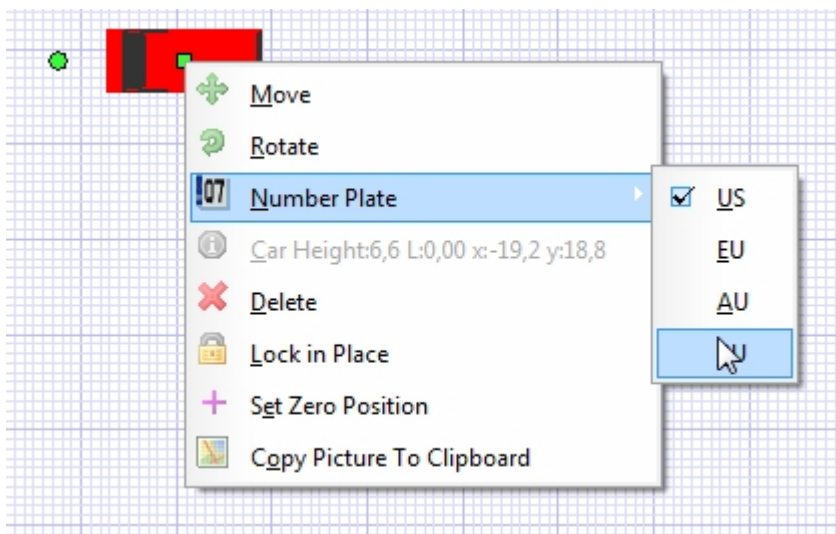 Move
Rotate
!07 Number Plate
Car Height:6,6 L:0,00 x:-19,2 y:18,8
Delete
Lock in Place
Set Zero Position
Copy Picture To Clipboard
US
EU
AU